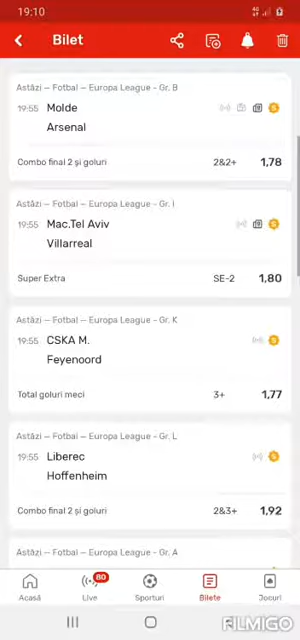 19:10
Bilet
Astăzi – Fotbal – Europa League - Gr. B
19:55 Molde
Arsenal
Combo final 2 și goluri 2&2+ 1,78
Astăzi – Fotbal – Europa League - Gr. I
19:55 Mac.Tel Aviv
Villarreal
Super Extra SE-2 1,80
Astăzi – Fotbal – Europa League - Gr. K
19:55 CSKA M.
Feyenoord
Total goluri meci 3+ 1,77
Astăzi – Fotbal – Europa League - Gr. L
19:55 Liberec
Hoffenheim
Combo final 2 și goluri 2&3+ 1,92
Astăzi – Fotbal – Europa League - Gr. A
80
Acasă Live Sporturi Bilete Jocuri
FILMIGO